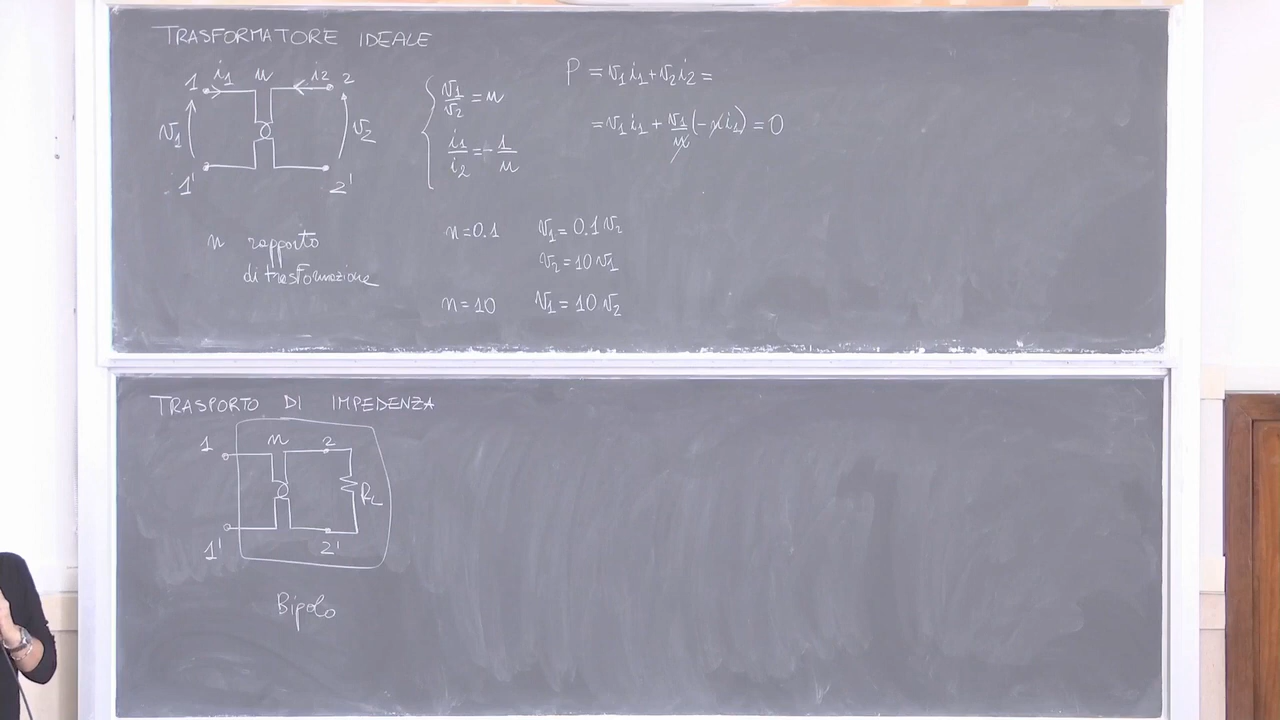 TRASFORMATORE IDEALE
1 i1 n i2 2
v1 v2
1' 2'
n rapporto
di trasformazione
v1/v2 = n
i1/i2 = -1/n
n=0.1 v1 = 0.1 v2
v2 = 10 v1
n=10 v1 = 10 v2
P = v1 i1 + v2 i2 =
= v1 i1 + v1/n (-n i1) = 0
TRASPORTO DI IMPEDENZA
1 n 2
RL
1' 2'
Bipolo